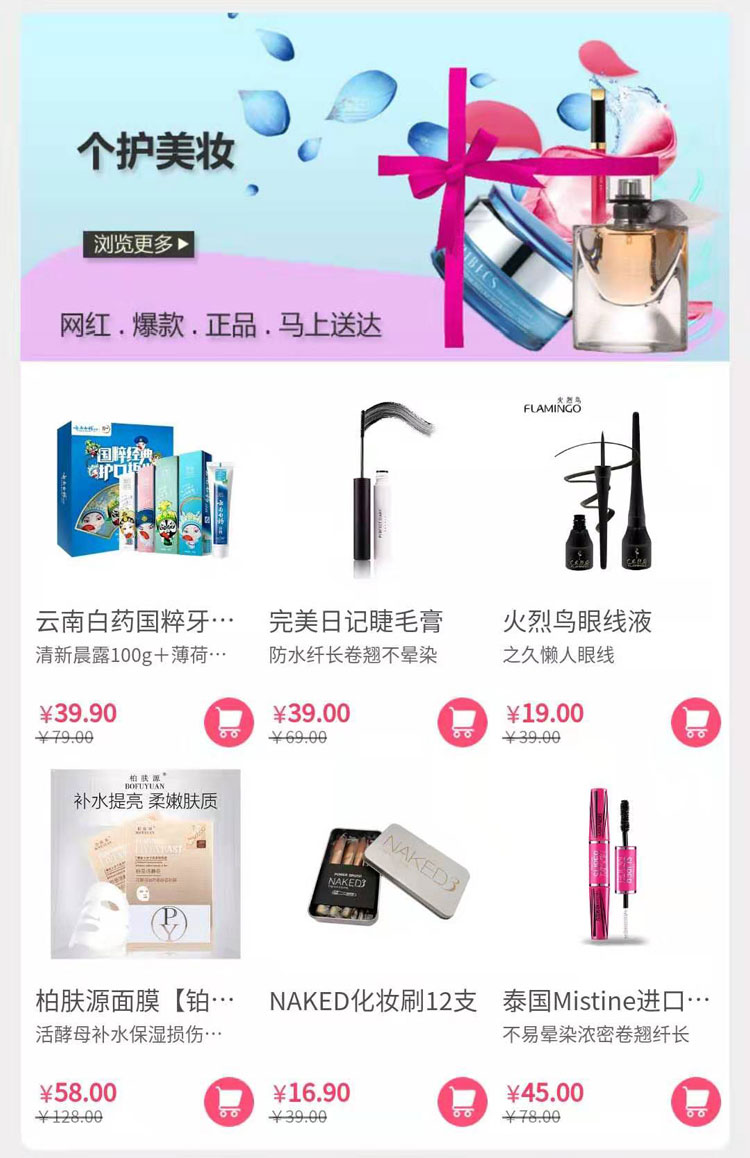 个护美妆
浏览更多
网红 . 爆款 . 正品 . 马上送达
国粹经典
火烈鸟
FLAMINGO
云南白药国粹牙…
清新晨露100g＋薄荷…
¥39.90
¥79.00
完美日记睫毛膏
防水纤长卷翘不晕染
¥39.00
¥69.00
火烈鸟眼线液
之久懒人眼线
¥19.00
¥39.00
柏肤源®
BOFUYUAN
补水提亮 柔嫩肤质
PY
NAKED3
NAKED3
柏肤源面膜【铂…
活酵母补水保湿损伤…
¥58.00
¥128.00
NAKED化妆刷12支
¥16.90
¥39.00
泰国Mistine进口…
不易晕染浓密卷翘纤长
¥45.00
¥78.00